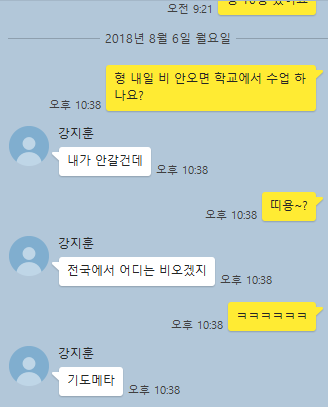 오전 9:21
2018년 8월 6일 월요일
형 내일 비 안오면 학교에서 수업 하
나요?
오후 10:38
강지훈
내가 안갈건데
오후 10:38
띠용~?
오후 10:38
강지훈
전국에서 어디는 비오겠지
오후 10:38
ㅋㅋㅋㅋㅋㅋ
오후 10:38
강지훈
기도메타
오후 10:38